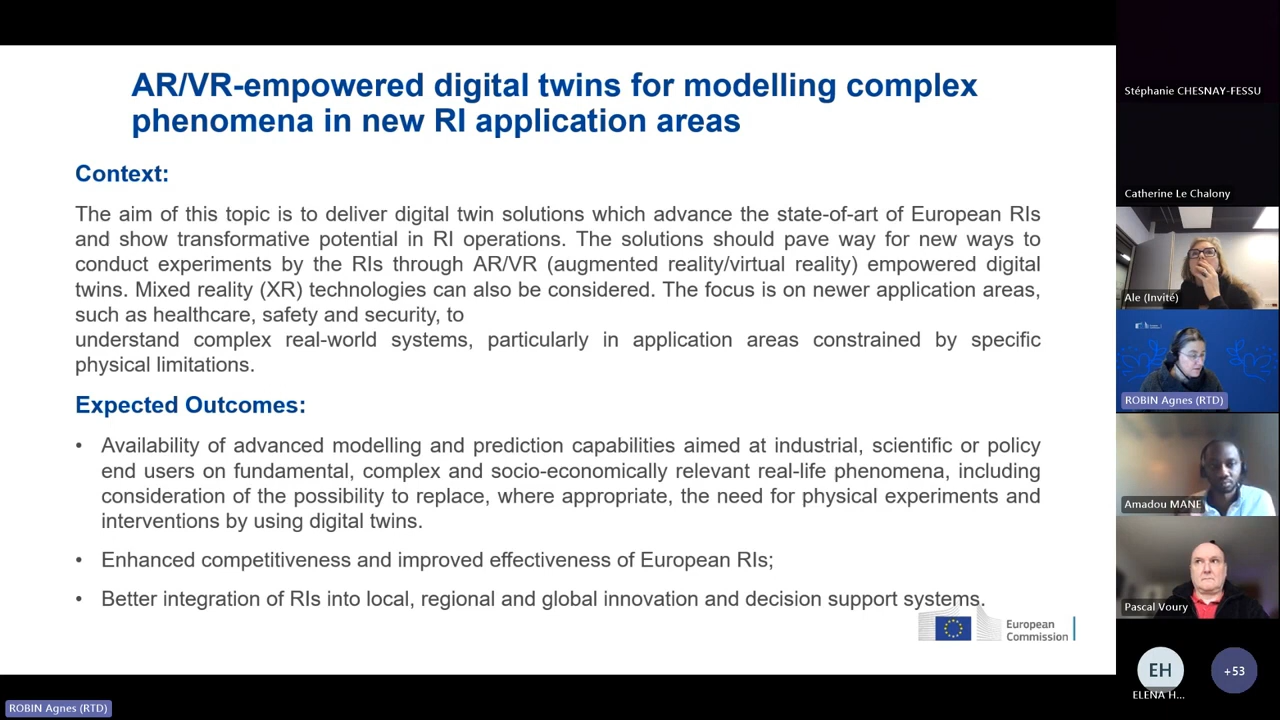 AR/VR-empowered digital twins for modelling complex
phenomena in new RI application areas
Context:
The aim of this topic is to deliver digital twin solutions which advance the state-of-art of European RIs
and show transformative potential in RI operations. The solutions should pave way for new ways to
conduct experiments by the RIs through AR/VR (augmented reality/virtual reality) empowered digital
twins. Mixed reality (XR) technologies can also be considered. The focus is on newer application areas,
such as healthcare, safety and security, to
understand complex real-world systems, particularly in application areas constrained by specific
physical limitations.
Expected Outcomes:
• Availability of advanced modelling and prediction capabilities aimed at industrial, scientific or policy
end users on fundamental, complex and socio-economically relevant real-life phenomena, including
consideration of the possibility to replace, where appropriate, the need for physical experiments and
interventions by using digital twins.
• Enhanced competitiveness and improved effectiveness of European RIs;
• Better integration of RIs into local, regional and global innovation and decision support systems.
European
Commission
Stéphanie CHESNAY-FESSU
Catherine Le Chalony
Ale (Invité)
ROBIN Agnes (RTD)
Amadou MANE
Pascal Voury
EH
ELENA H...
+53
ROBIN Agnes (RTD)